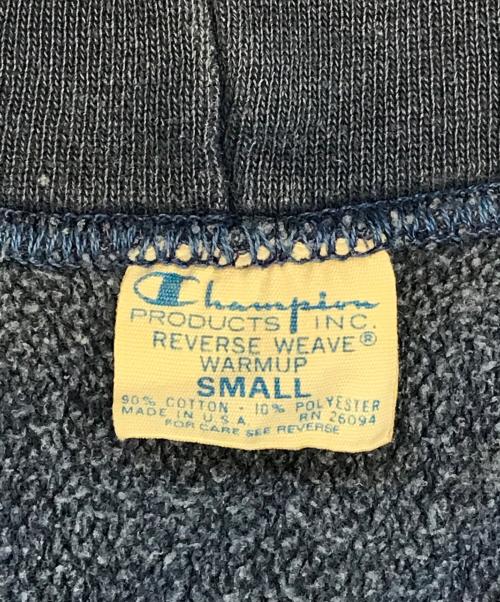 Champion
PRODUCTS INC.
REVERSE WEAVE®
WARMUP
SMALL
90% COTTON - 10% POLYESTER
MADE IN U.S.A. RN 26094
FOR CARE SEE REVERSE